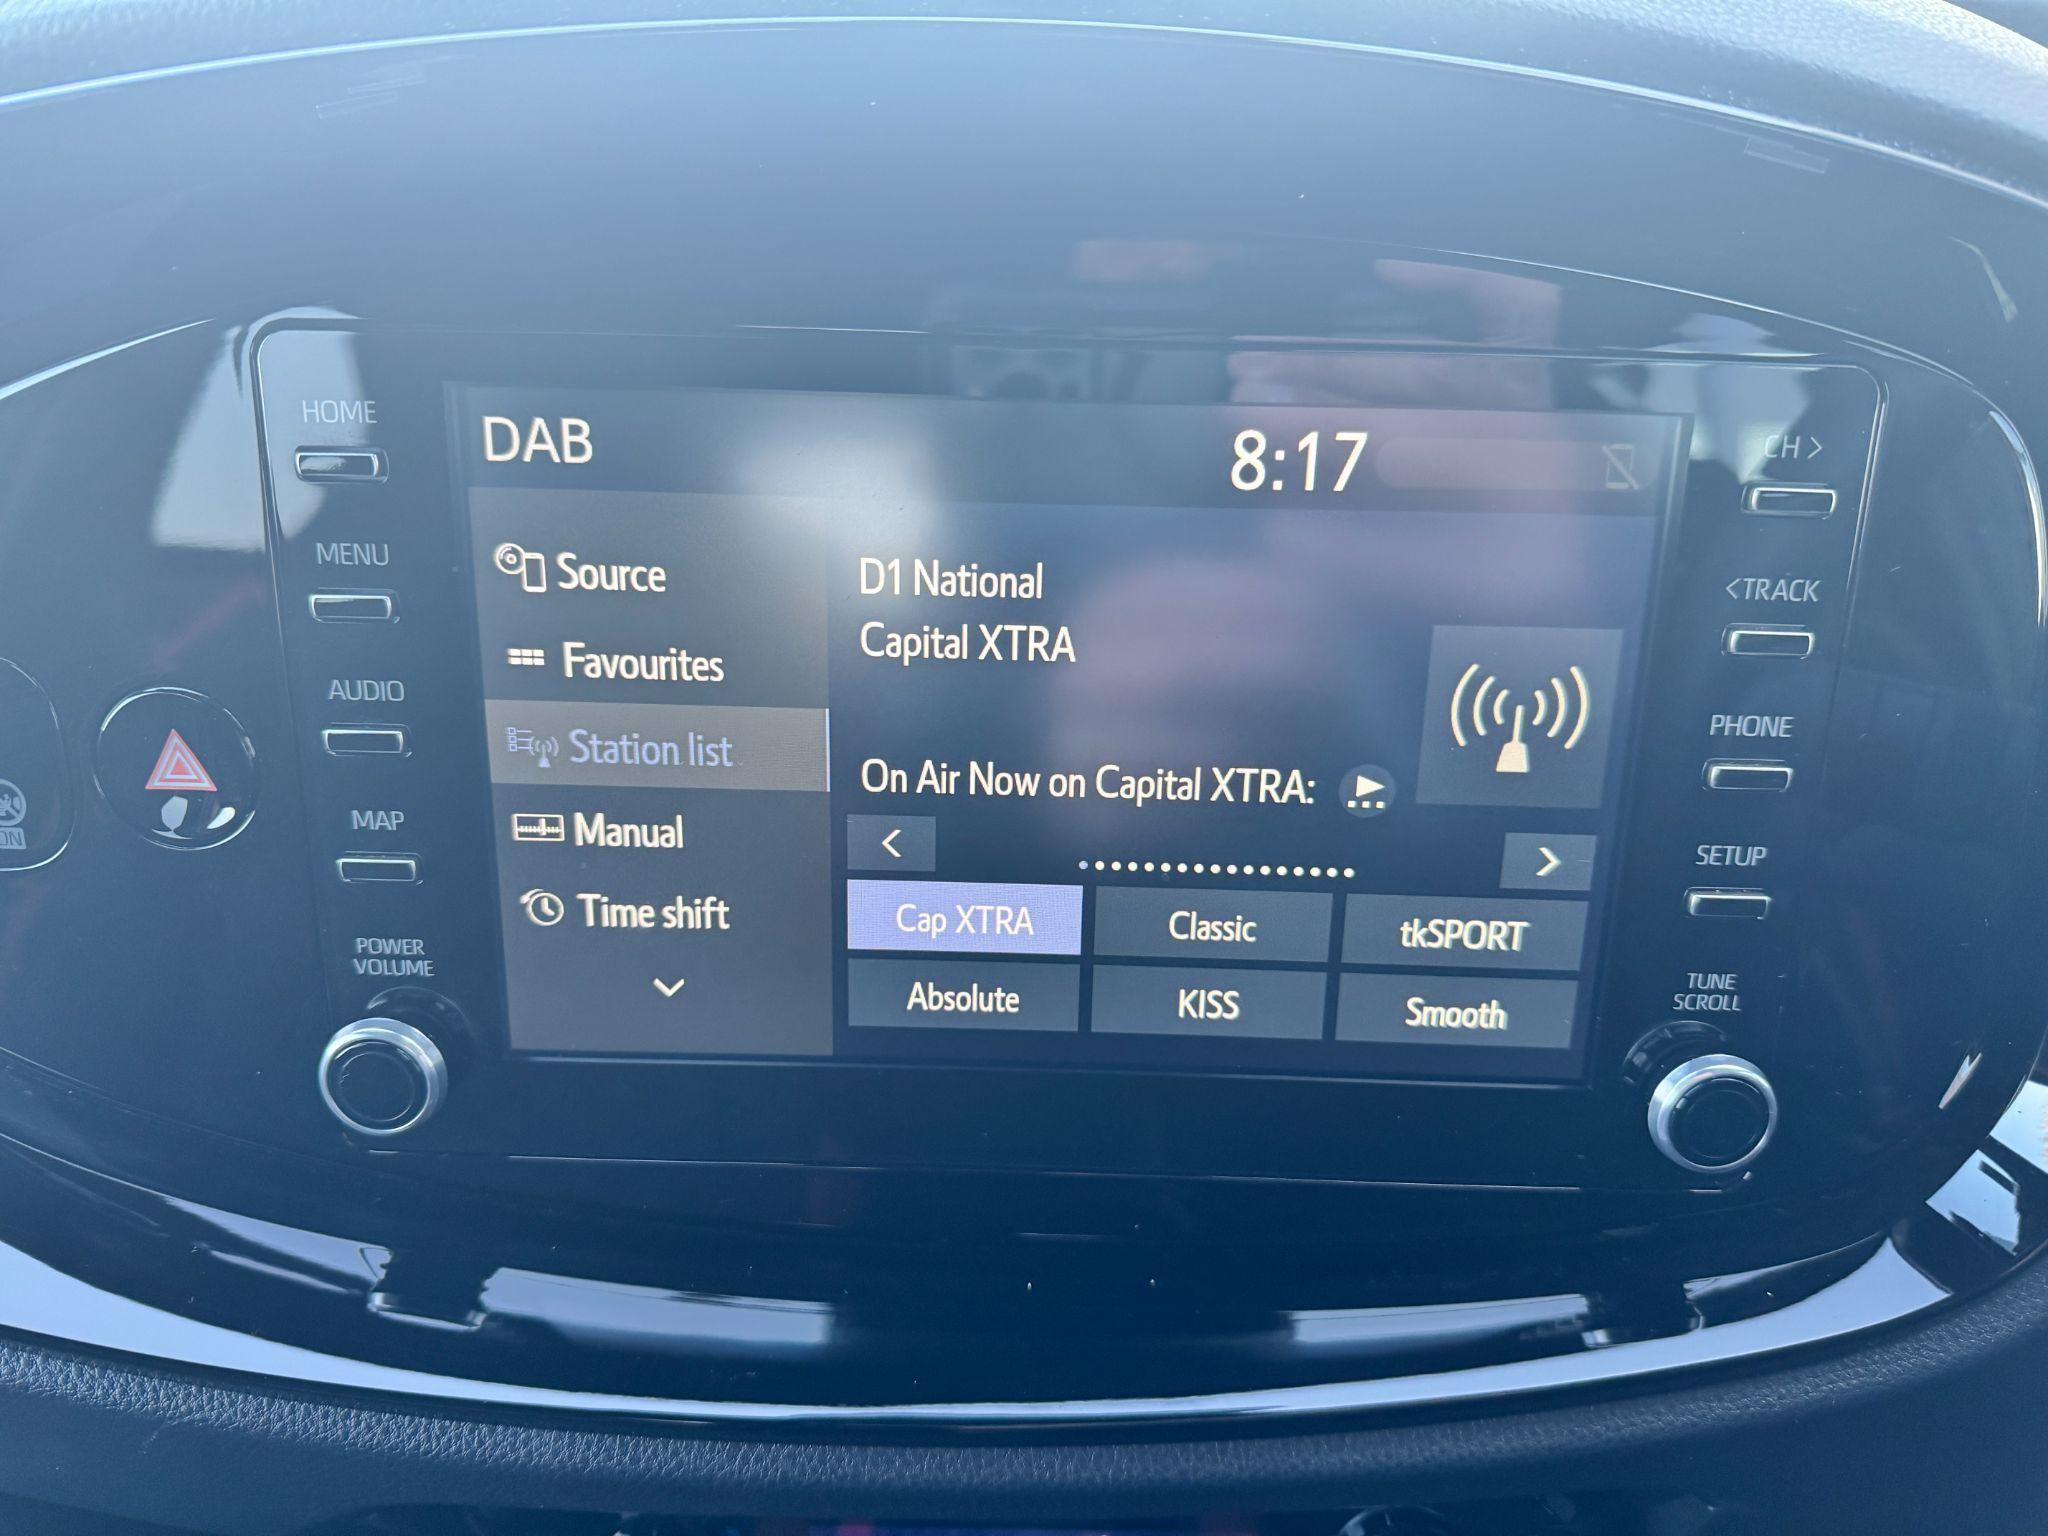 HOME
MENU
AUDIO
MAP
POWER
VOLUME
DAB
8:17
Source
Favourites
Station list
Manual
Time shift
D1 National
Capital XTRA
On Air Now on Capital XTRA:
<
>
Cap XTRA
Classic
tkSPORT
Absolute
KISS
Smooth
CH >
<TRACK
PHONE
SETUP
TUNE
SCROLL
ON